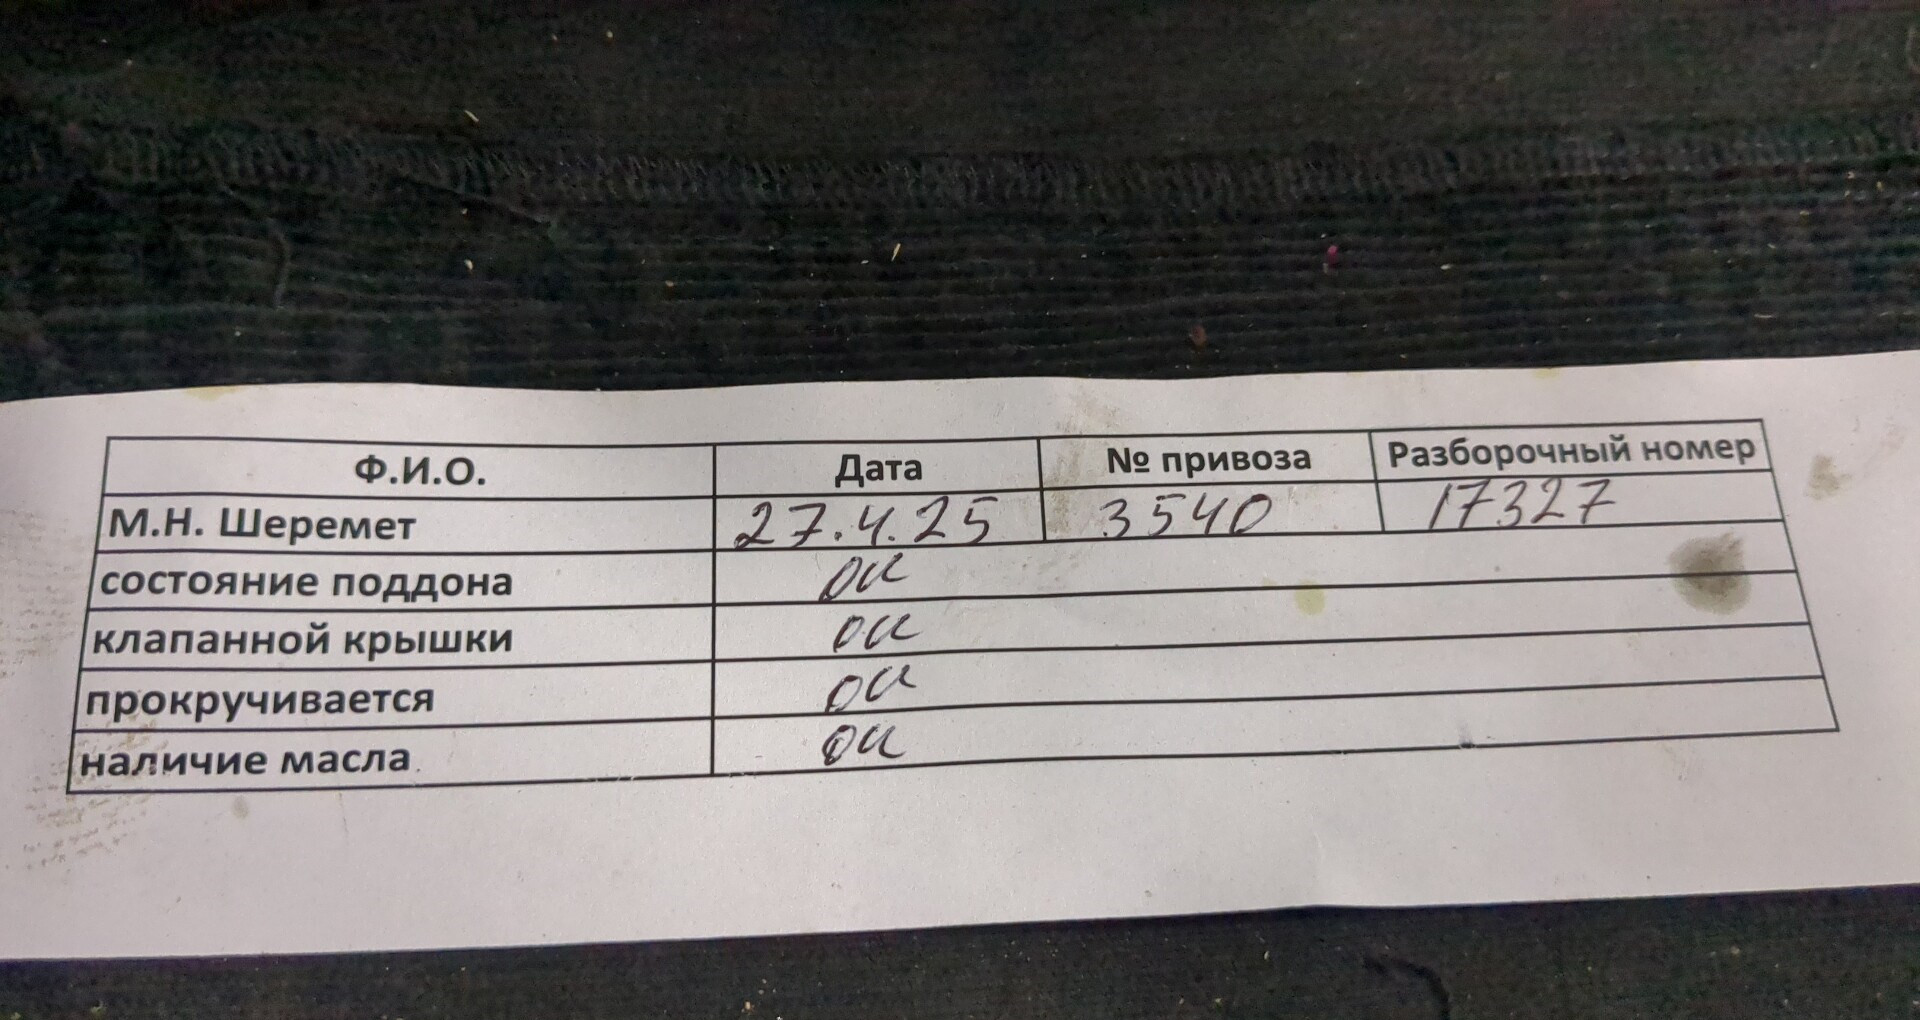 Ф.И.О. Дата № привоза Разборочный номер
М.Н. Шеремет 27.4.25 3540 17327
состояние поддона ок
клапанной крышки ок
прокручивается ок
наличие масла ок